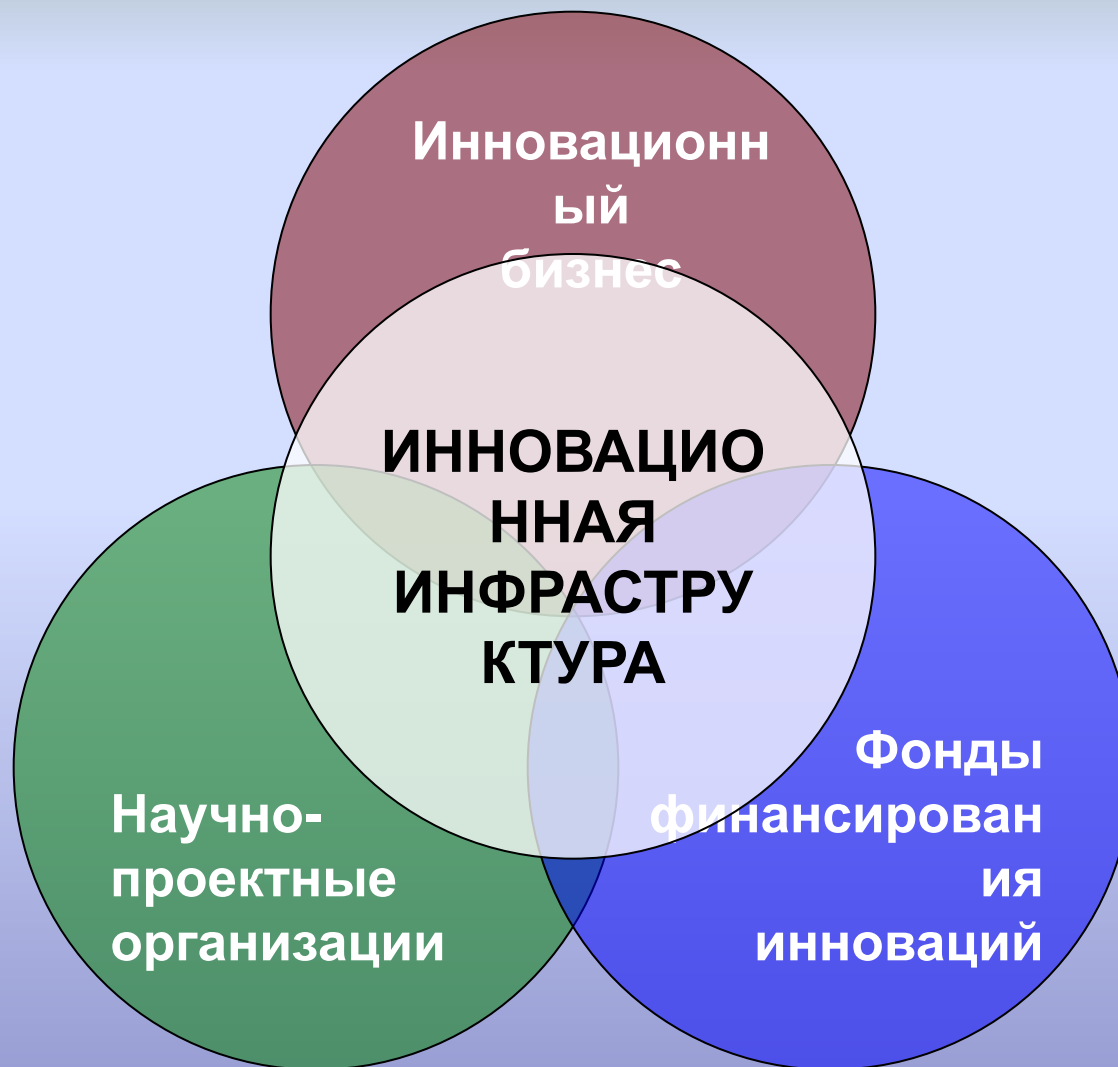 Инновационн
ый
бизнес
ИННОВАЦИО
ННАЯ
ИНФРАСТРУ
КТУРА
Научно-
проектные
организации
Фонды
финансирован
ия
инноваций